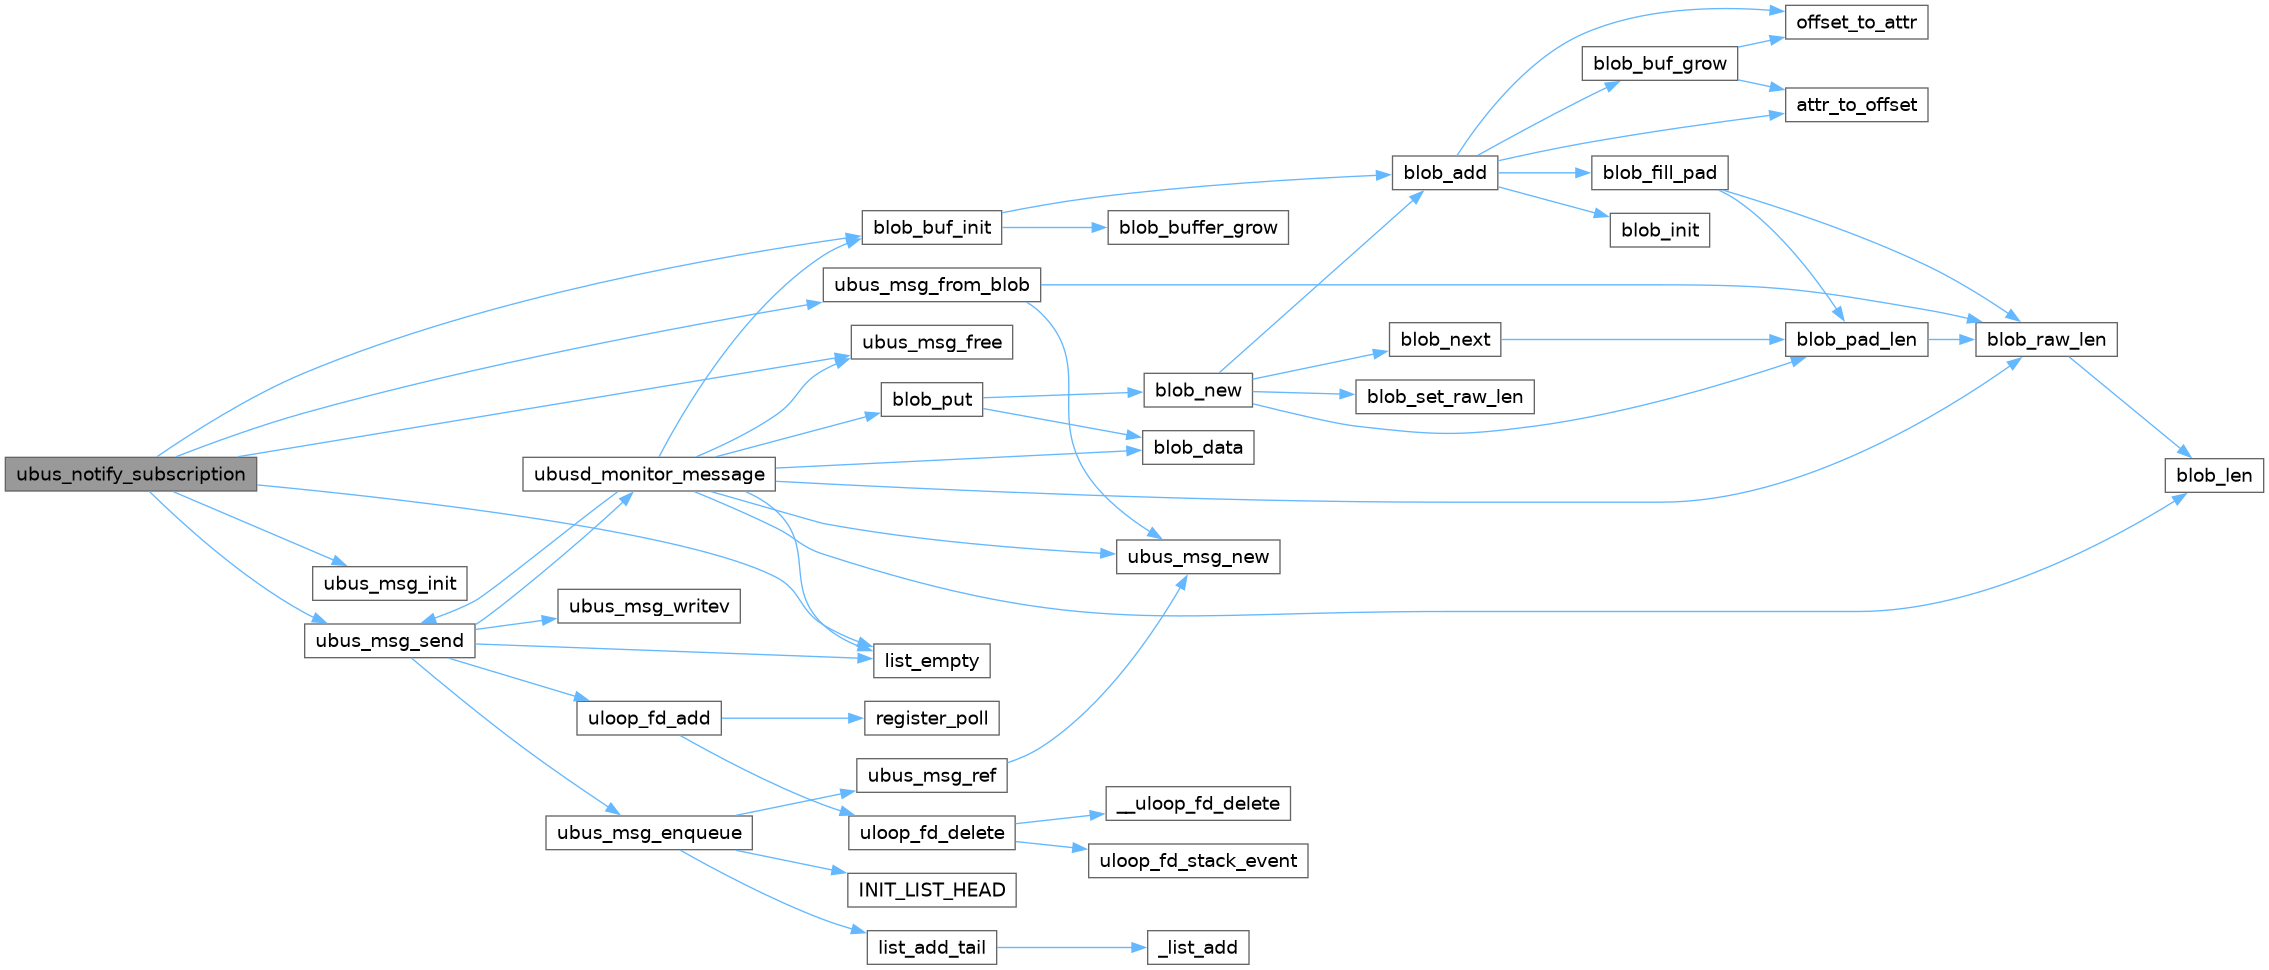 offset_to_attr
blob_buf_grow
attr_to_offset
blob_add
blob_fill_pad
blob_buf_init
blob_buffer_grow
blob_init
ubus_msg_from_blob
ubus_msg_free
blob_next
blob_pad_len
blob_raw_len
blob_new
blob_put
blob_set_raw_len
blob_data
ubus_notify_subscription
ubusd_monitor_message
blob_len
ubus_msg_new
ubus_msg_init
ubus_msg_writev
ubus_msg_send
list_empty
uloop_fd_add
register_poll
ubus_msg_ref
__uloop_fd_delete
ubus_msg_enqueue
uloop_fd_delete
uloop_fd_stack_event
INIT_LIST_HEAD
list_add_tail
_list_add